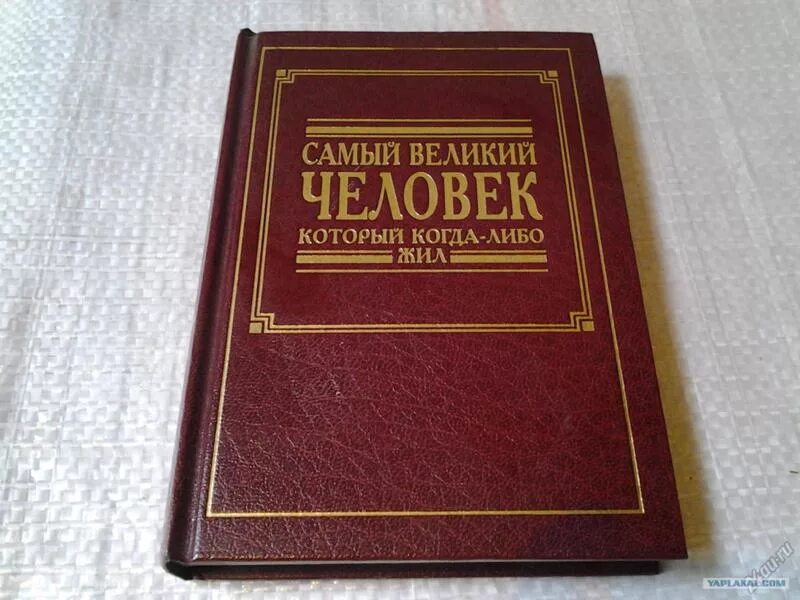 САМЫЙ ВЕЛИКИЙ
ЧЕЛОВЕК
КОТОРЫЙ КОГДА-ЛИБО
ЖИЛ
YAPLAKAL.COM